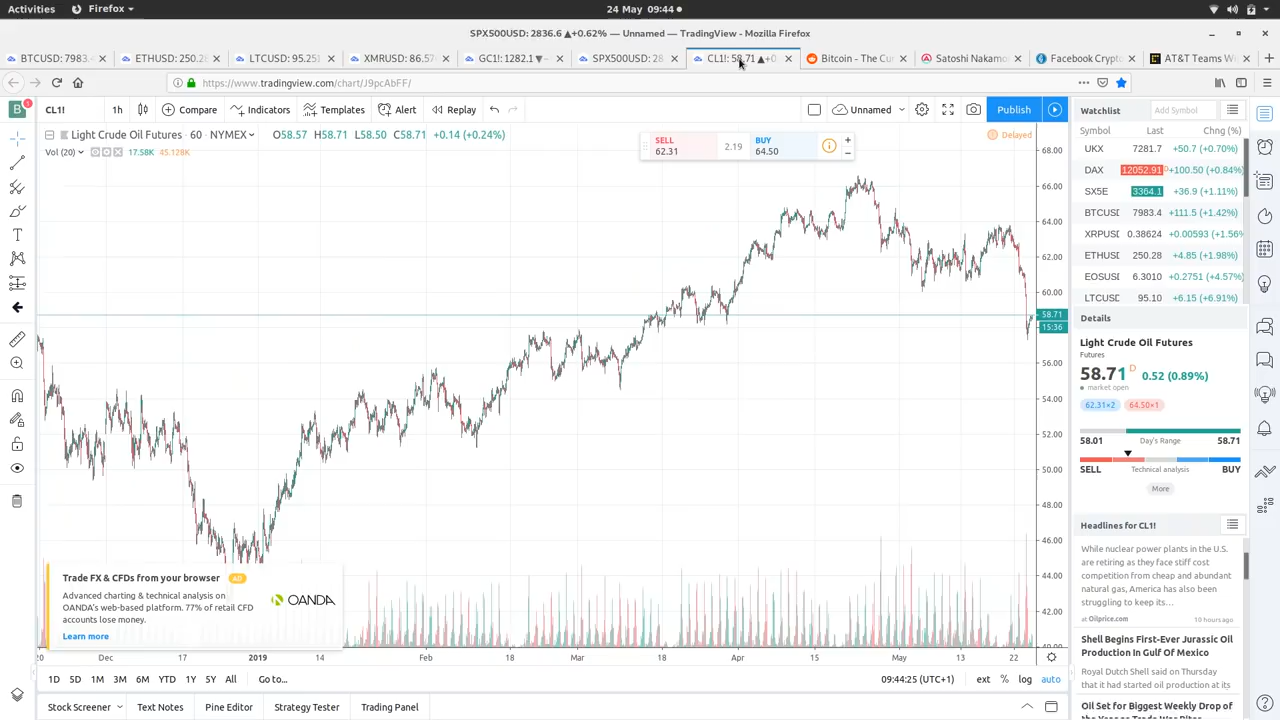 Activities
Firefox
24 May 09:44
SPX500USD: 2836.6 ▲+0.62% — Unnamed — TradingView - Mozilla Firefox
BTCUSD: 7983.4
ETHUSD: 250.28
LTCUSD: 95.251
XMRUSD: 86.57
GC1!: 1282.1 ▼ -
SPX500USD: 28
CL1!: 58.71 ▲+0
Bitcoin - The Cur
Satoshi Nakamo
Facebook Crypto
AT&T Teams W
https://www.tradingview.com/chart/J9pcAbFF/
B
CL1!
1h
Compare
Indicators
Templates
Alert
Replay
Unnamed
Publish
Light Crude Oil Futures · 60 · NYMEX
O58.57 H58.71 L58.50 C58.71 +0.14 (+0.24%)
Vol (20)
17.58K 45.128K
SELL
62.31
2.19
BUY
64.50
Delayed
68.00
66.00
64.00
62.00
60.00
58.71
15:36
56.00
54.00
52.00
50.00
48.00
46.00
44.00
42.00
40.00
Trade FX & CFDs from your browser
AD
Advanced charting & technical analysis on
OANDA's web-based platform. 77% of retail CFD
accounts lose money.
Learn more
OANDA
20
Dec
17
2019
14
Feb
18
Mar
18
Apr
15
May
13
22
1D 5D 1M 3M 6M YTD 1Y 5Y All
Go to...
09:44:25 (UTC+1)
ext % log auto
Stock Screener
Text Notes
Pine Editor
Strategy Tester
Trading Panel
Watchlist
Add Symbol
Symbol Last Chng (%)
UKX 7281.7 +50.7 (+0.70%)
DAX 12052.91 D +100.50 (+0.84%)
SX5E 3364.1 +36.9 (+1.11%)
BTCUSD 7983.4 +111.5 (+1.42%)
XRPUSD 0.38624 +0.00593 (+1.56%
ETHUSD 250.28 +4.85 (+1.98%)
EOSUSD 6.3010 +0.2751 (+4.57%)
LTCUSD 95.10 +6.15 (+6.91%)
Details
Light Crude Oil Futures
Futures
58.71 D 0.52 (0.89%)
market open
62.31×2 64.50×1
58.01 Day's Range 58.71
SELL Technical analysis BUY
More
Headlines for CL1!
While nuclear power plants in the U.S.
are retiring as they face stiff cost
competition from cheap and abundant
natural gas, America has also been
struggling to keep its...
at Oilprice.com 10 hours ago
Shell Begins First-Ever Jurassic Oil
Production In Gulf Of Mexico
Royal Dutch Shell said on Thursday
that it had started oil production at its
Oil Set for Biggest Weekly Drop of
the Year as Trade War Bites